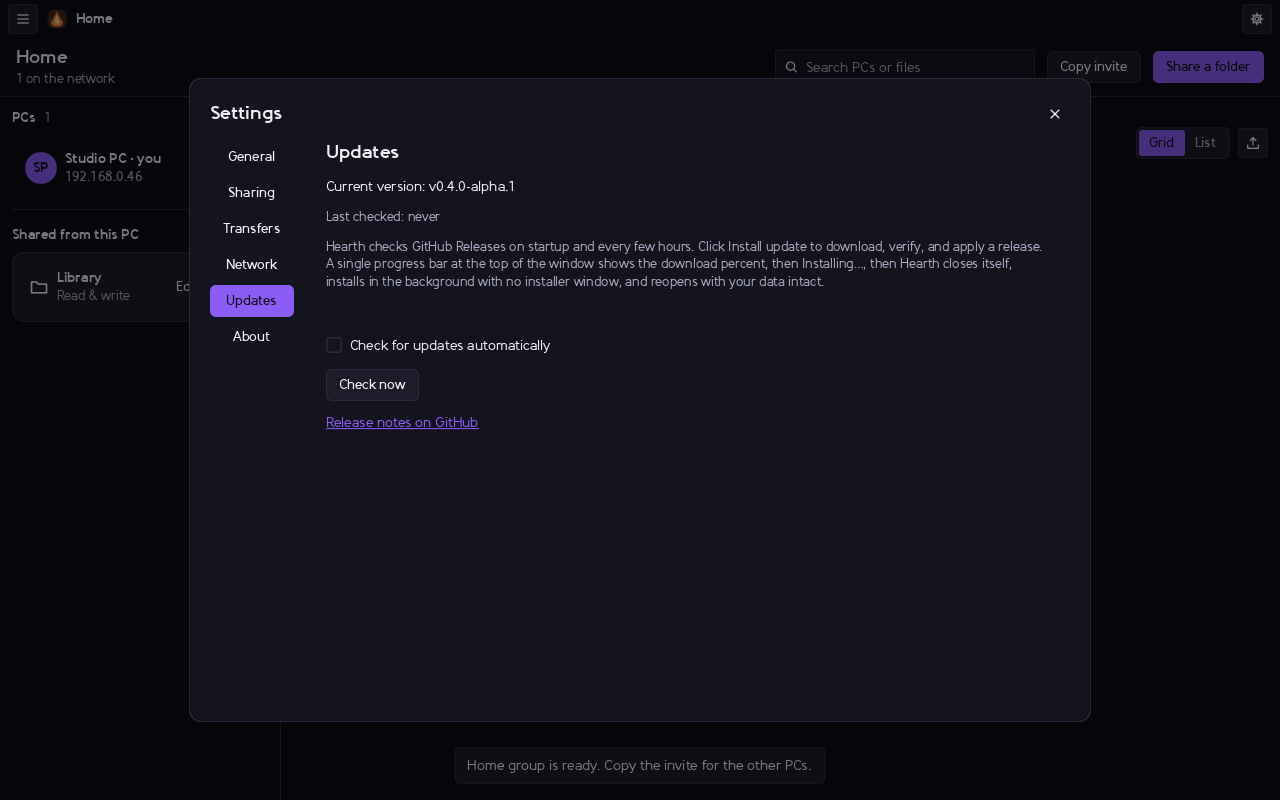 Home
Home
1 on the network
Search PCs or files
Copy invite
Share a folder
PCs 1
SP
Studio PC · you
192.168.0.46
Shared from this PC
Library
Read & write
Grid
List
Settings
General
Sharing
Transfers
Network
Updates
About
Updates
Current version: v0.4.0-alpha.1
Last checked: never
Hearth checks GitHub Releases on startup and every few hours. Click Install update to download, verify, and apply a release.
A single progress bar at the top of the window shows the download percent, then Installing…, then Hearth closes itself,
installs in the background with no installer window, and reopens with your data intact.
Check for updates automatically
Check now
Release notes on GitHub
Home group is ready. Copy the invite for the other PCs.